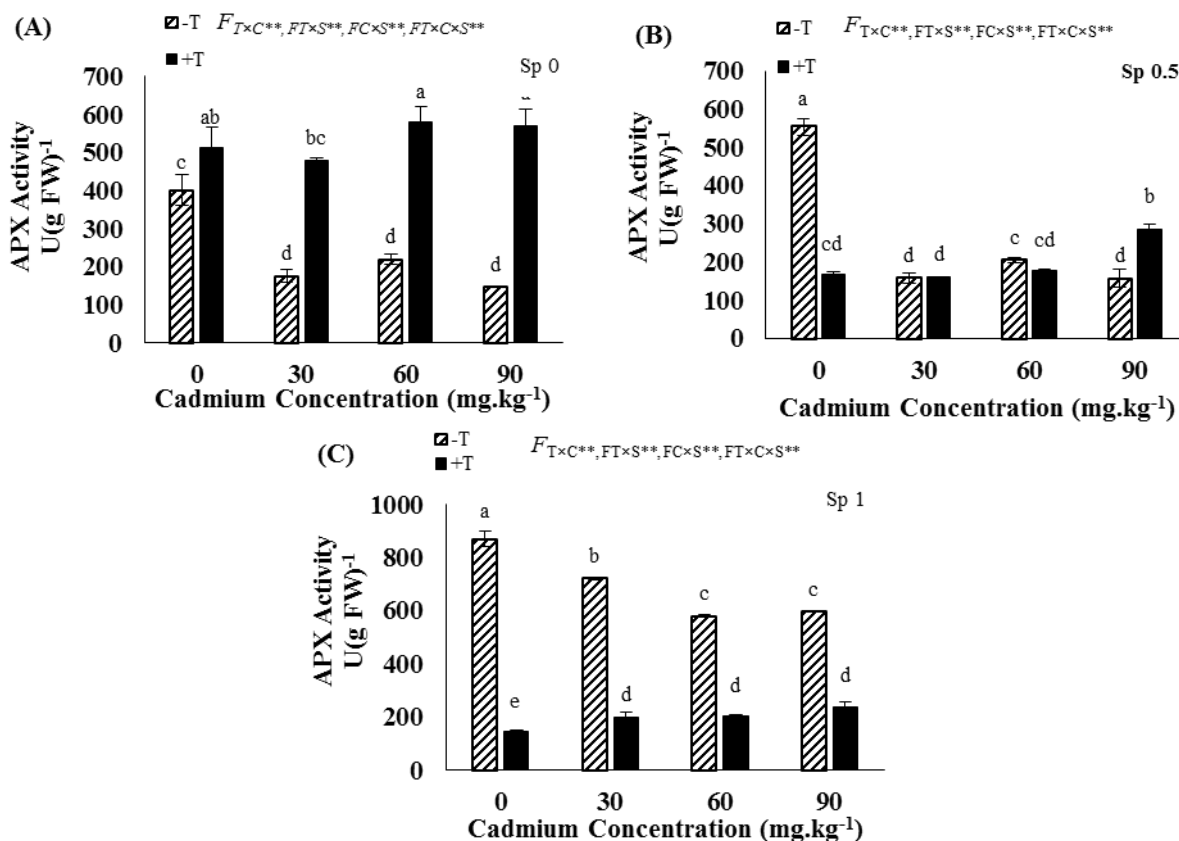 (A)
-T
F T×C**, FT×S**, FC×S**, FT×C×S**
+T
Sp 0
APX Activity
U(g FW)-1
700
600
500
400
300
200
100
0
c
ab
d
bc
d
a
d
0 30 60 90
Cadmium Concentration (mg.kg-1)
(B)
-T
F T×C**, FT×S**, FC×S**, FT×C×S**
+T
Sp 0.5
APX Activity
U(g FW)-1
700
600
500
400
300
200
100
0
a
cd
d
d
c
cd
d
b
0 30 60 90
Cadmium Concentration (mg.kg-1)
(C)
-T
F T×C**, FT×S**, FC×S**, FT×C×S**
+T
Sp 1
APX Activity
U(g FW)-1
1000
800
600
400
200
0
a
e
b
d
c
d
c
d
0 30 60 90
Cadmium Concentration (mg.kg-1)